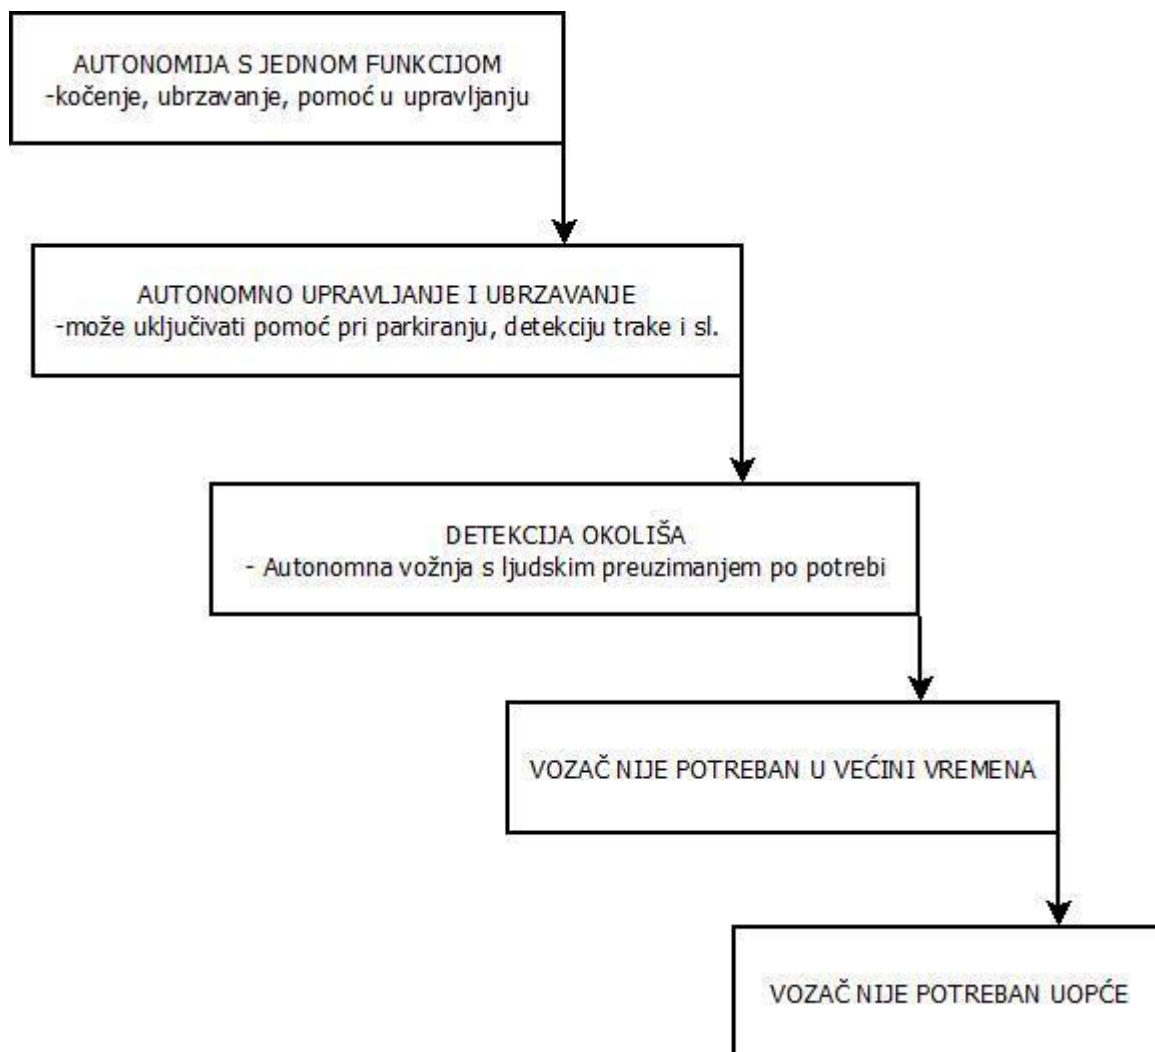 AUTONOMIJA S JEDNOM FUNKCIJOM
-kočenje, ubrzavanje, pomoć u upravljanju
AUTONOMNO UPRAVLJANJE I UBRZAVANJE
-može uključivati pomoć pri parkiranju, detekciju trake i sl.
DETEKCIJA OKOLIŠA
- Autonomna vožnja s ljudskim preuzimanjem po potrebi
VOZAČ NIJE POTREBAN U VEĆINI VREMENA
VOZAČ NIJE POTREBAN UOPĆE